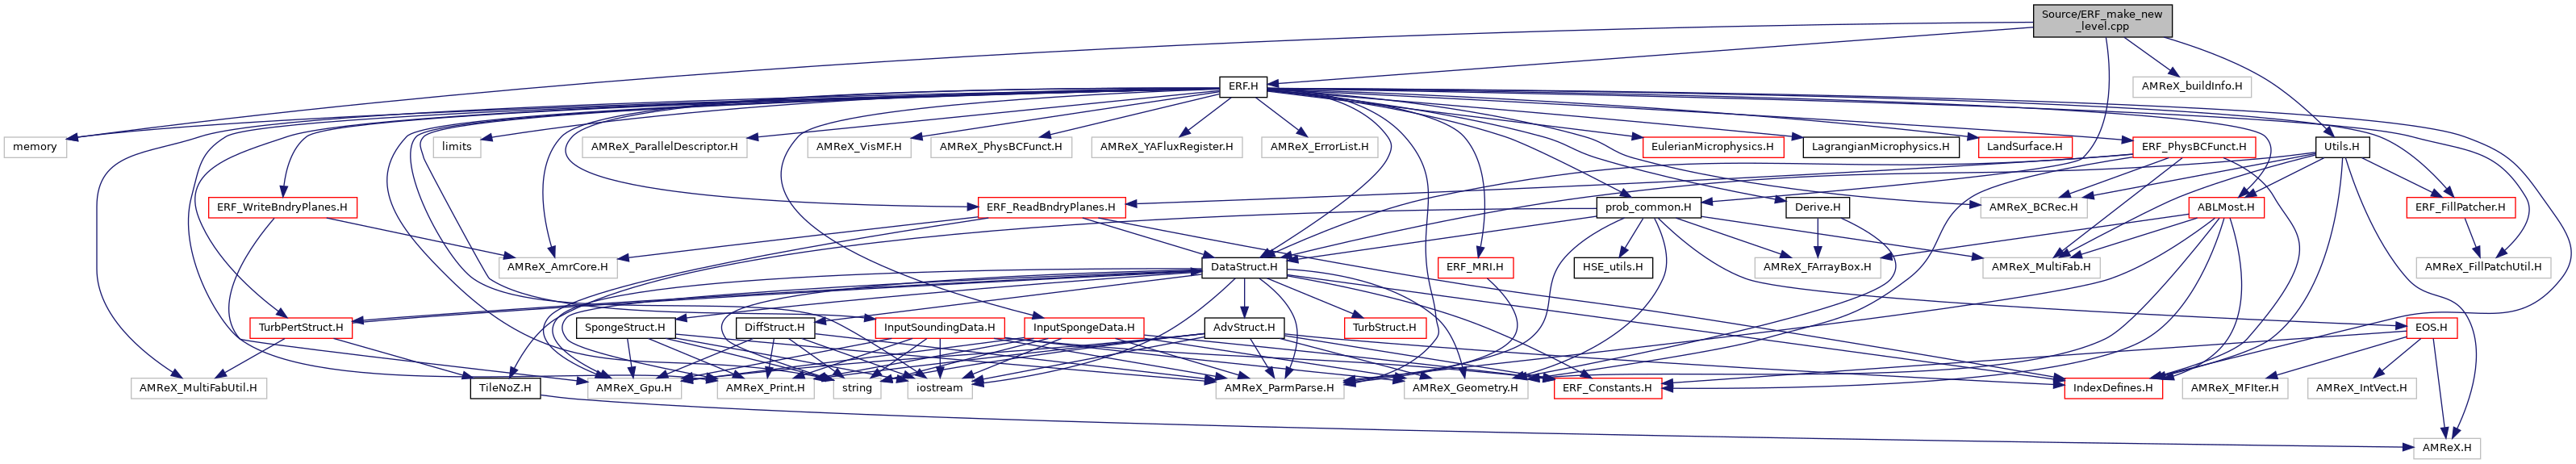 Source/ERF_make_new
_level.cpp
ERF.H
AMReX_buildInfo.H
memory
limits
AMReX_ParallelDescriptor.H
AMReX_VisMF.H
AMReX_PhysBCFunct.H
AMReX_YAFluxRegister.H
AMReX_ErrorList.H
EulerianMicrophysics.H
LagrangianMicrophysics.H
LandSurface.H
ERF_PhysBCFunct.H
Utils.H
ERF_WriteBndryPlanes.H
ERF_ReadBndryPlanes.H
prob_common.H
Derive.H
AMReX_BCRec.H
ABLMost.H
ERF_FillPatcher.H
AMReX_AmrCore.H
DataStruct.H
ERF_MRI.H
HSE_utils.H
AMReX_FArrayBox.H
AMReX_MultiFab.H
AMReX_FillPatchUtil.H
TurbPertStruct.H
SpongeStruct.H
DiffStruct.H
InputSoundingData.H
InputSpongeData.H
AdvStruct.H
TurbStruct.H
EOS.H
AMReX_MultiFabUtil.H
TileNoZ.H
AMReX_Gpu.H
AMReX_Print.H
string
iostream
AMReX_ParmParse.H
AMReX_Geometry.H
ERF_Constants.H
IndexDefines.H
AMReX_MFIter.H
AMReX_IntVect.H
AMReX.H